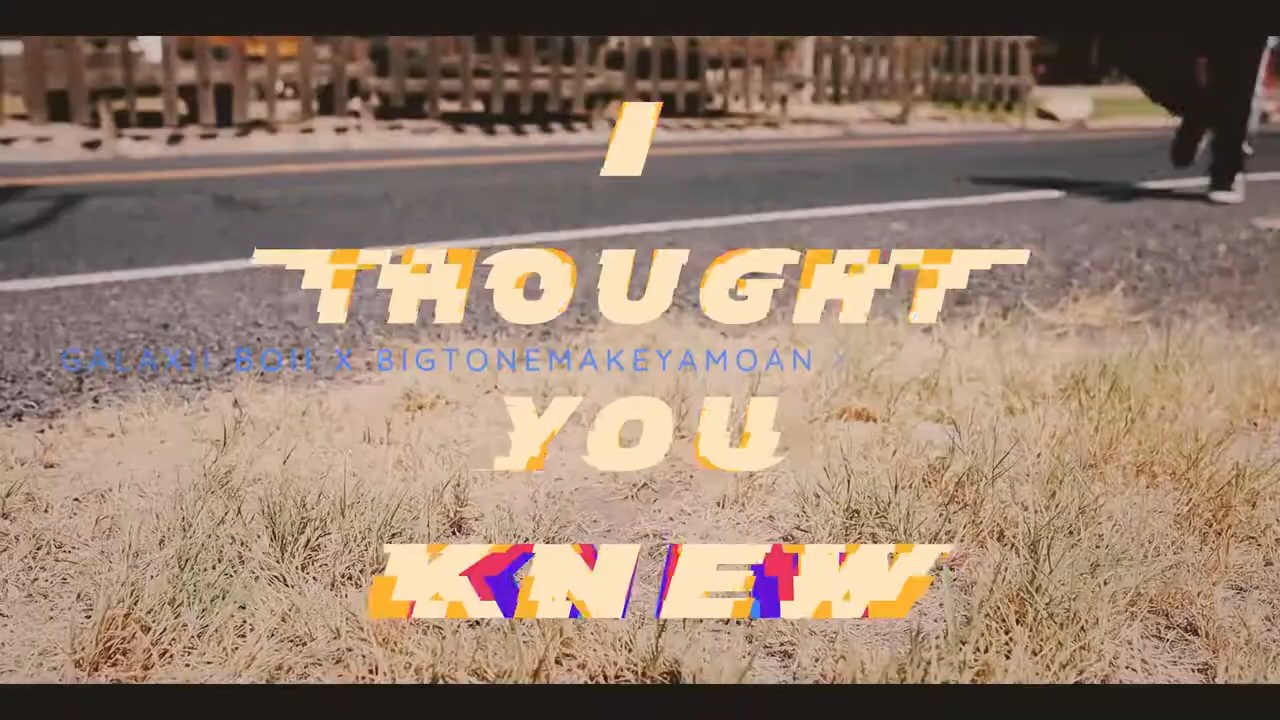 I
THOUGHT
GALAXII BOII X BIGTONEMAKEYAMOAN X
YOU
KNEW